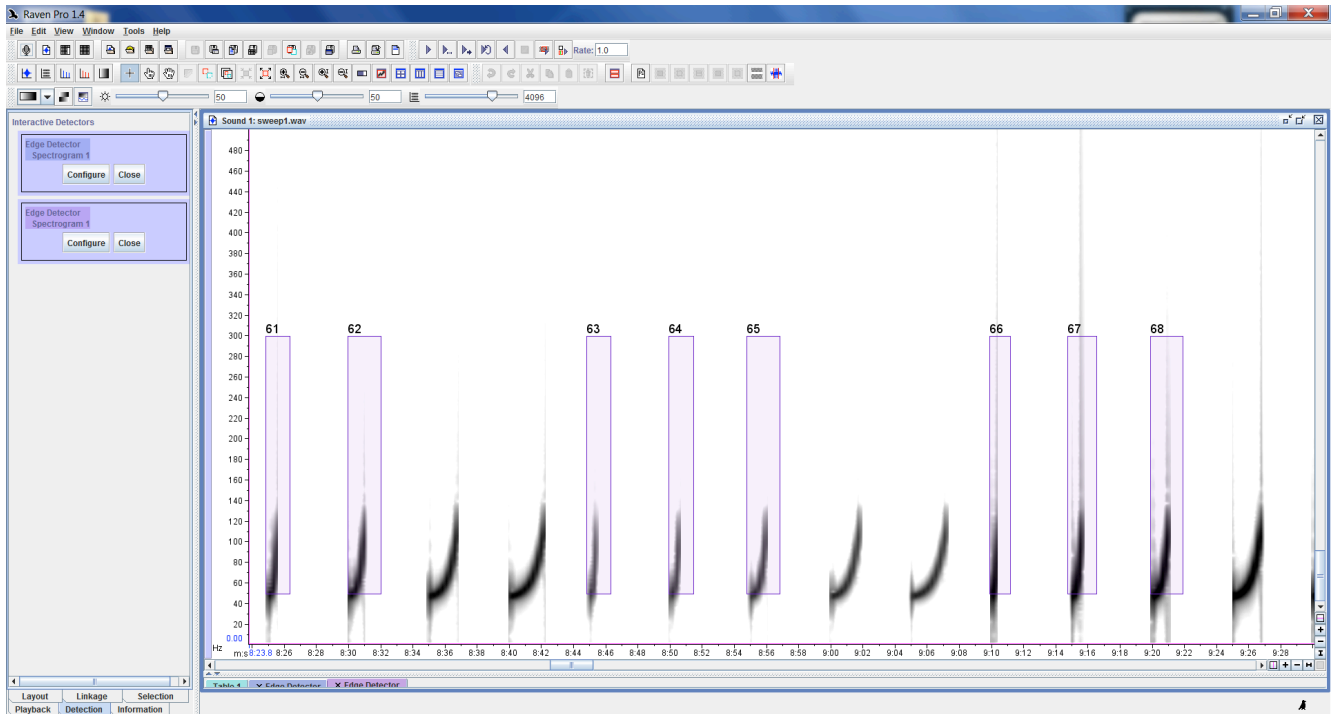 Raven Pro 1.4
File Edit View Window Tools Help
Rate: 1.0
50 50 4096
Interactive Detectors
Edge Detector
Spectrogram 1
Configure Close
Edge Detector
Spectrogram 1
Configure Close
Sound 1: sweep1.wav
480
460
440
420
400
380
360
340
320
300
280
260
240
220
200
180
160
140
120
100
80
60
40
20
0.00
Hz
61 62 63 64 65 66 67 68
m:s 8:23.8 8:26 8:28 8:30 8:32 8:34 8:36 8:38 8:40 8:42 8:44 8:46 8:48 8:50 8:52 8:54 8:56 8:58 9:00 9:02 9:04 9:06 9:08 9:10 9:12 9:14 9:16 9:18 9:20 9:22 9:24 9:26 9:28
Table 1 × Edge Detector × Edge Detector
Layout Linkage Selection
Playback Detection Information